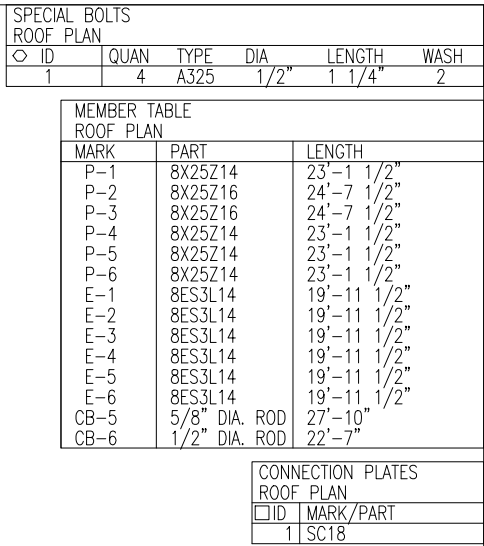 SPECIAL BOLTS
ROOF PLAN
ID QUAN TYPE DIA LENGTH WASH
1 4 A325 1/2" 1 1/4" 2
MEMBER TABLE
ROOF PLAN
MARK PART LENGTH
P-1 8X25Z14 23'-1 1/2"
P-2 8X25Z16 24'-7 1/2"
P-3 8X25Z16 24'-7 1/2"
P-4 8X25Z14 23'-1 1/2"
P-5 8X25Z14 23'-1 1/2"
P-6 8X25Z14 23'-1 1/2"
E-1 8ES3L14 19'-11 1/2"
E-2 8ES3L14 19'-11 1/2"
E-3 8ES3L14 19'-11 1/2"
E-4 8ES3L14 19'-11 1/2"
E-5 8ES3L14 19'-11 1/2"
E-6 8ES3L14 19'-11 1/2"
CB-5 5/8" DIA. ROD 27'-10"
CB-6 1/2" DIA. ROD 22'-7"
CONNECTION PLATES
ROOF PLAN
ID MARK/PART
1 SC18